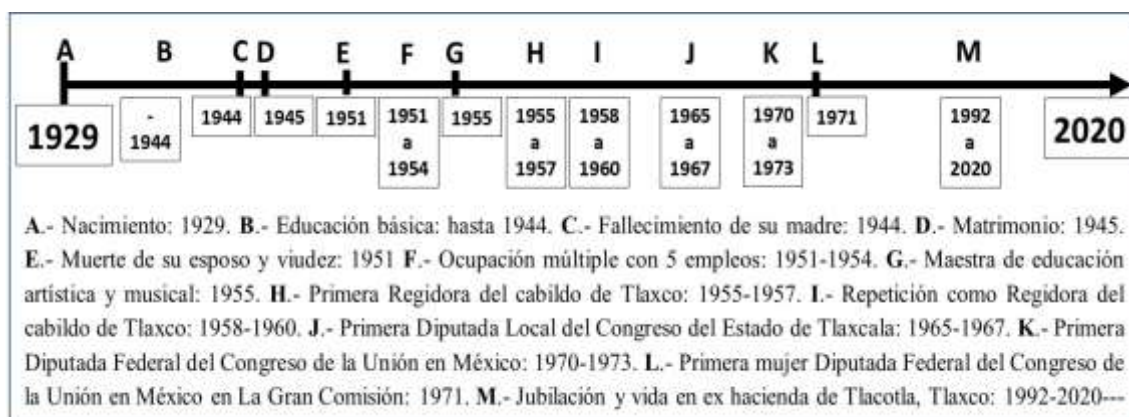 A B C D E F G H I J K L M
1929 - 1944 1944 1945 1951 1951 a 1954 1955 1955 a 1957 1958 a 1960 1965 a 1967 1970 a 1973 1971 1992 a 2020 2020
A.- Nacimiento: 1929. B.- Educación básica: hasta 1944. C.- Fallecimiento de su madre: 1944. D.- Matrimonio: 1945.
E.- Muerte de su esposo y viudez: 1951 F.- Ocupación múltiple con 5 empleos: 1951-1954. G.- Maestra de educación
artística y musical: 1955. H.- Primera Regidora del cabildo de Tlaxco: 1955-1957. I.- Repetición como Regidora del
cabildo de Tlaxco: 1958-1960. J.- Primera Diputada Local del Congreso del Estado de Tlaxcala: 1965-1967. K.- Primera
Diputada Federal del Congreso de la Unión en México: 1970-1973. L.- Primera mujer Diputada Federal del Congreso de
la Unión en México en La Gran Comisión: 1971. M.- Jubilación y vida en ex hacienda de Tlacotla, Tlaxco: 1992-2020---